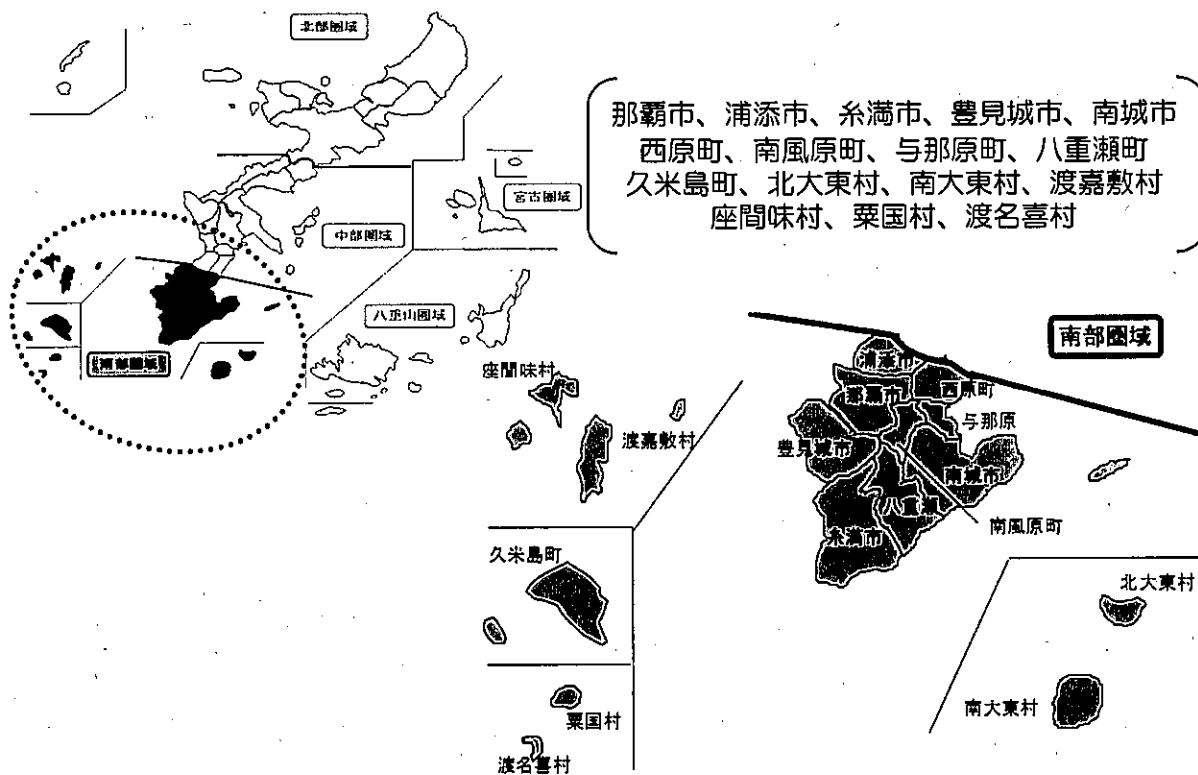 北部圏域
那覇市、浦添市、糸満市、豊見城市、南城市
西原町、南風原町、与那原町、八重瀬町
久米島町、北大東村、南大東村、渡嘉敷村
座間味村、粟国村、渡名喜村
宮古圏域
中部圏域
八重山圏域
南部圏域
南部圏域
浦添市
那覇市
西原町
与那原
豊見城市
南城市
八重瀬
南風原町
糸満市
座間味村
渡嘉敷村
久米島町
北大東村
南大東村
粟国村
渡名喜村